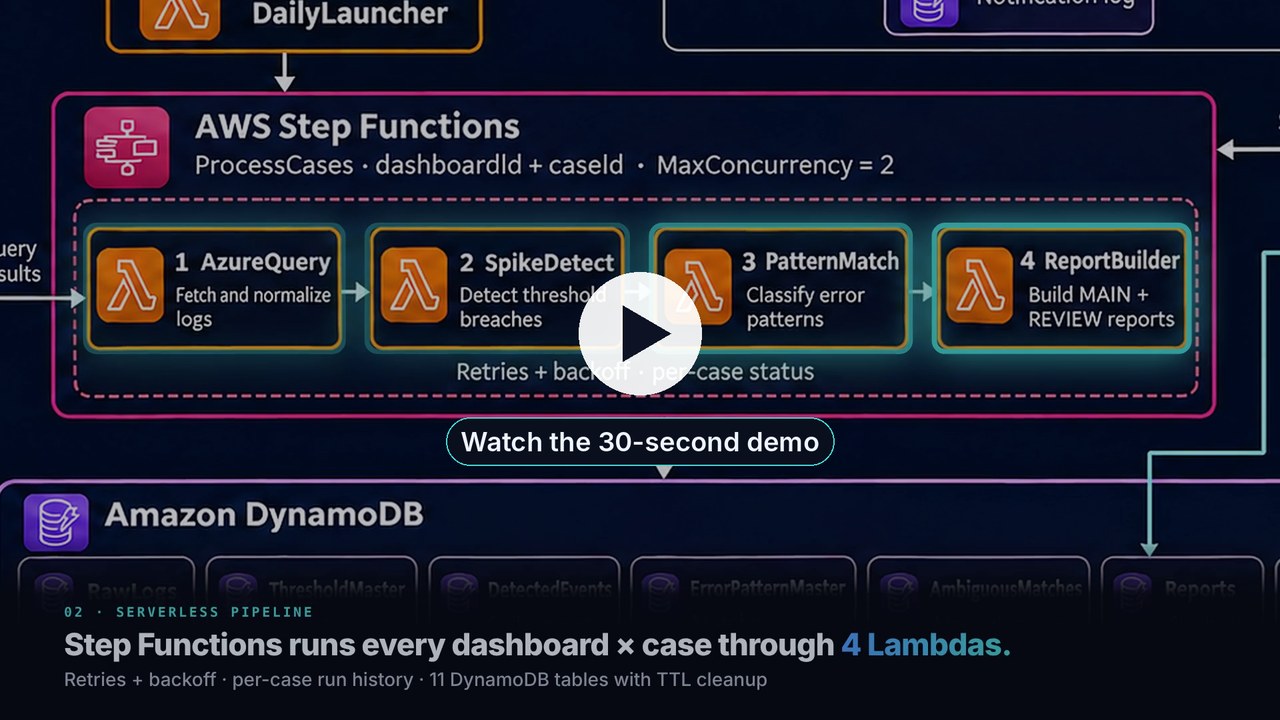 DailyLauncher
Notification log
AWS Step Functions
ProcessCases · dashboardId + caseId · MaxConcurrency = 2
1 AzureQuery
Fetch and normalize
logs
2 SpikeDetect
Detect threshold
breaches
3 PatternMatch
Classify error
patterns
4 ReportBuilder
Build MAIN +
REVIEW reports
Retries + backoff · per-case status
Watch the 30-second demo
Amazon DynamoDB
RawLogs
ThresholdMaster
DetectedEvents
ErrorPatternMaster
AmbiguousMatches
Reports
02 · SERVERLESS PIPELINE
Step Functions runs every dashboard × case through 4 Lambdas.
Retries + backoff · per-case run history · 11 DynamoDB tables with TTL cleanup